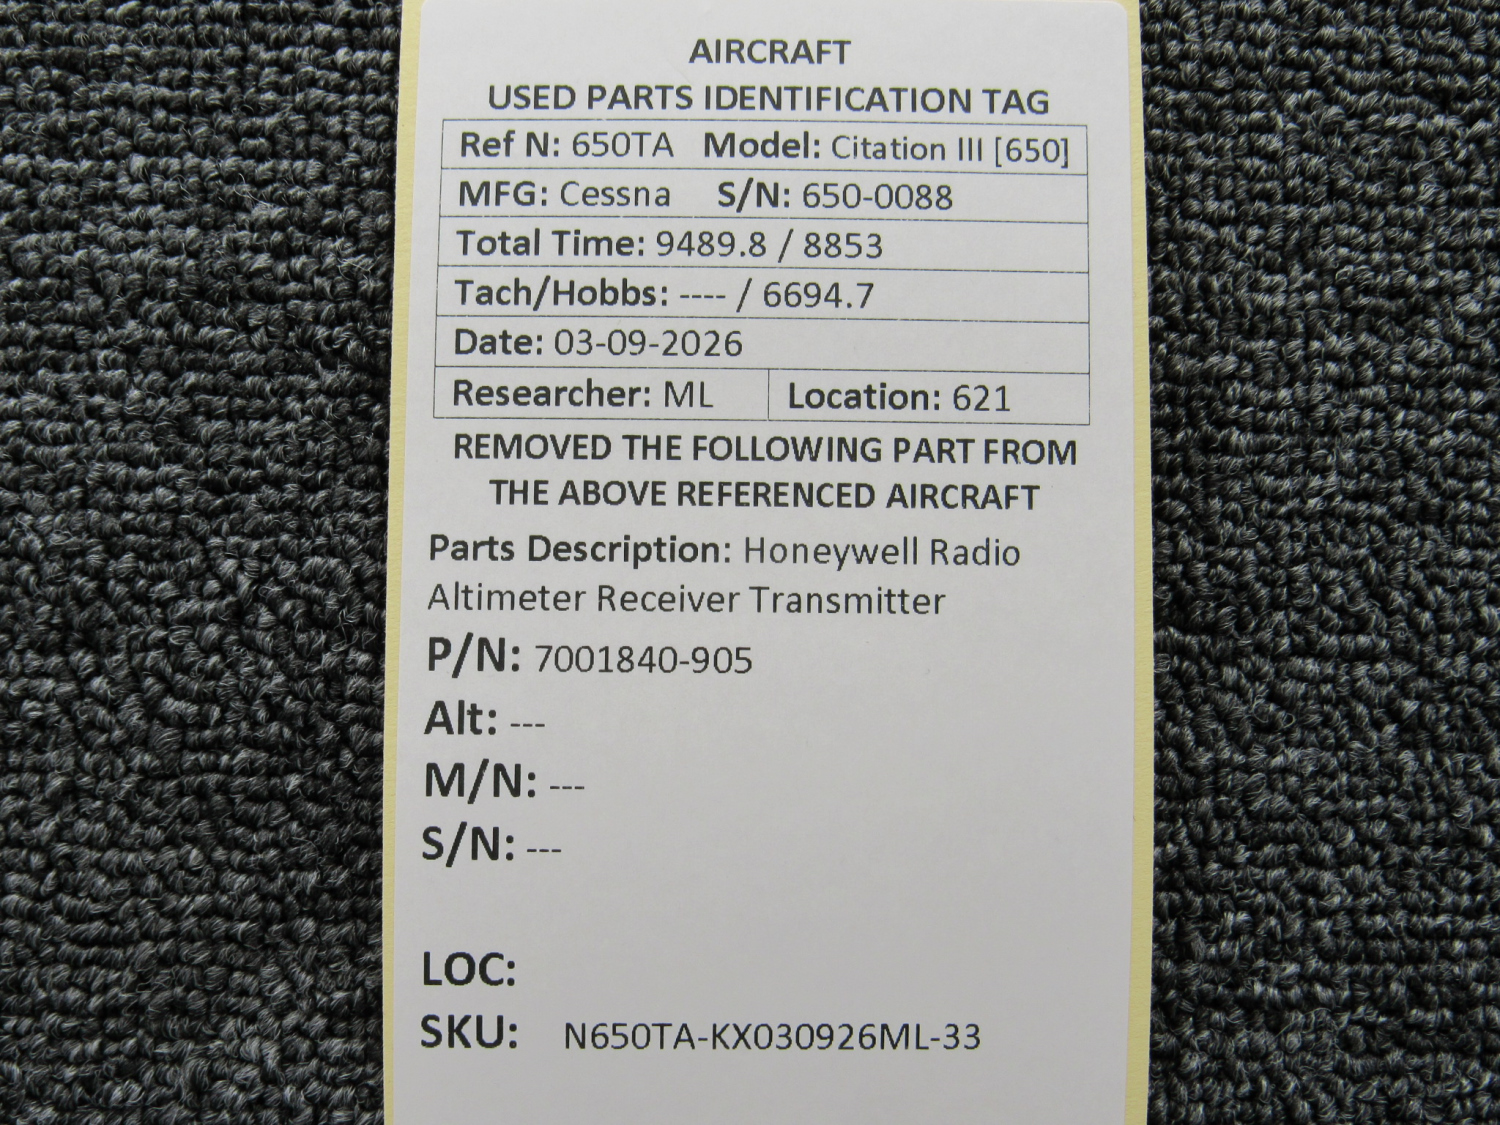 AIRCRAFT
USED PARTS IDENTIFICATION TAG
Ref N: 650TA Model: Citation III [650]
MFG: Cessna S/N: 650-0088
Total Time: 9489.8 / 8853
Tach/Hobbs: ---- / 6694.7
Date: 03-09-2026
Researcher: ML Location: 621
REMOVED THE FOLLOWING PART FROM
THE ABOVE REFERENCED AIRCRAFT
Parts Description: Honeywell Radio
Altimeter Receiver Transmitter
P/N: 7001840-905
Alt: ---
M/N: ---
S/N: ---
LOC:
SKU: N650TA-KX030926ML-33